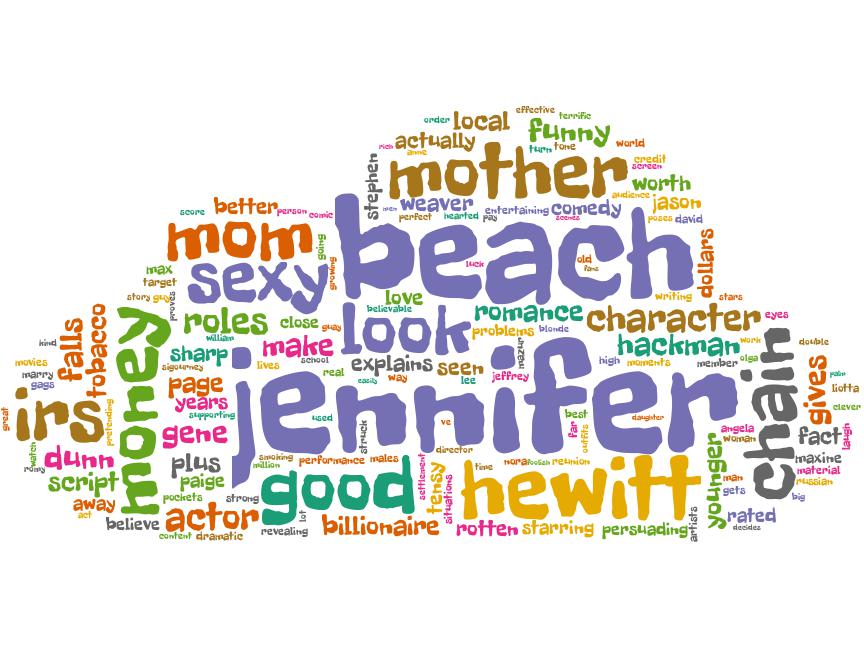 order
effective
terrific
local
funny
rich
actually
anne
turn
tone
world
mother
credit
screen
stephen
worth
audience
jason
score
better
person
comic
men
weaver
perfect
hearted
pay
entertaining
comedy
scenes
poses
david
mom
going
growing
beach
luck
old
fans
dollars
max
target
sexy
story
guy
proves
love
believable
writing
stars
kind
falls
tobacco
roles
william
close
guay
look
romance
problems
blonde
character
eyes
movies
marry
gags
money
sharp
sigourney
make
lives
school
real
explains
easily
way
seen
lee
mazur
jeffrey
high
moments
hackman
work
member
olga
chain
double
gives
pair
liotta
clever
great
irs
pretending
page
years
supporting
gene
jennifer
used
struck
ve
director
best
far
outfits
daughter
angela
woman
younger
fact
laugh
watch
romy
dunn
script
plus
paige
pockets
smoking
million
performance
males
settlement
situations
tensy
time
nora
foolish
reunion
man
gets
maxine
material
russian
big
away
act
believe
content
dramatic
actor
strong
good
revealing
lot
billionaire
hewitt
rotten
starring
persuading
artists
rated
decides